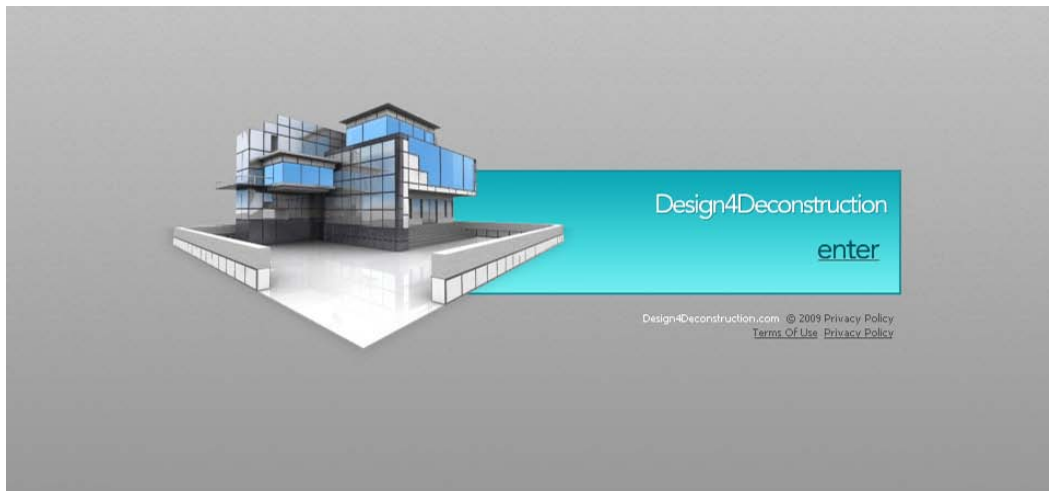 Design4Deconstruction
enter
Design4Deconstruction.com © 2009 Privacy Policy
Terms Of Use Privacy Policy